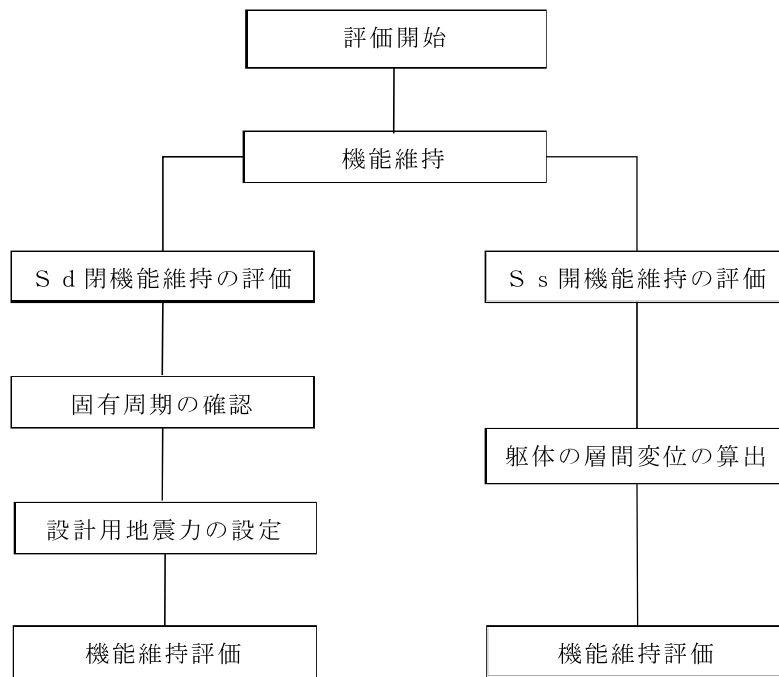 評価開始
機能維持
Ｓｄ閉機能維持の評価
Ｓｓ開機能維持の評価
固有周期の確認
躯体の層間変位の算出
設計用地震力の設定
機能維持評価
機能維持評価